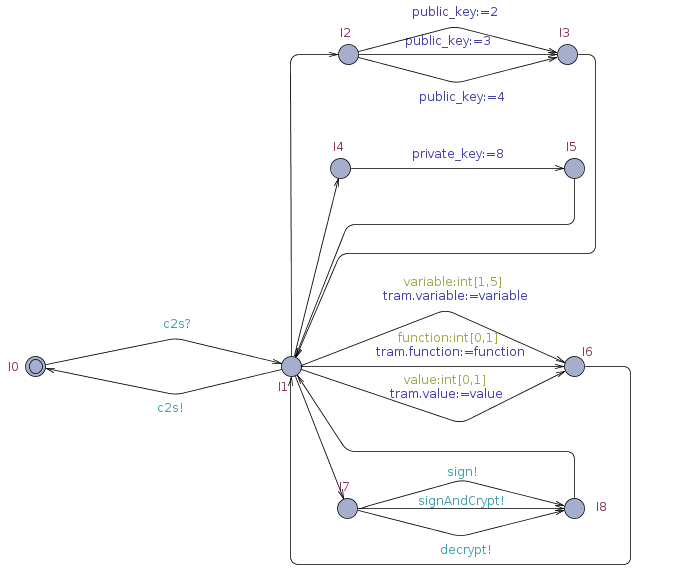 public_key:=2
l2
l3
public_key:=3
public_key:=4
l4
l5
private_key:=8
variable:int[1,5]
tram.variable:=variable
c2s?
function:int[0,1]
tram.function:=function
l6
l0
value:int[0,1]
l1
tram.value:=value
c2s!
sign!
l7
signAndCrypt!
l8
decrypt!